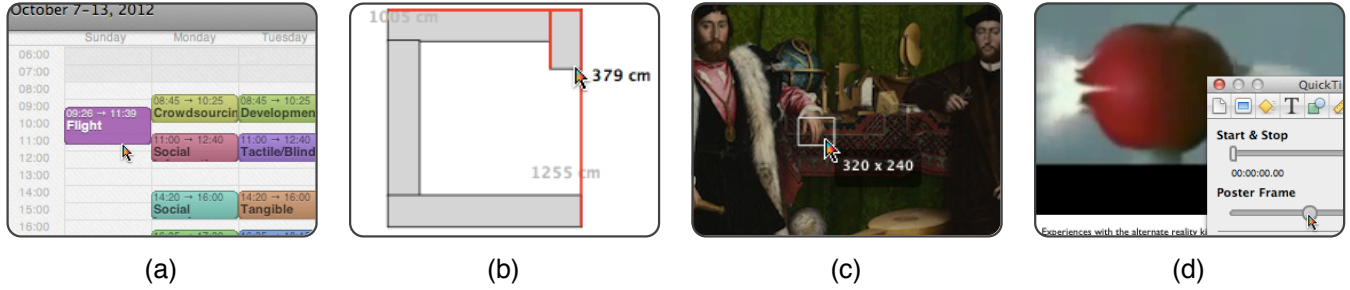 October 7–13, 2012
Sunday Monday Tuesday
06:00
07:00
08:00
09:00
10:00
11:00
12:00
14:00
15:00
16:00
09:26 → 11:39
Flight
08:45 → 10:25
Crowdsourcin
08:45 → 10:25
Developmen
11:00 → 12:40
Social
11:00 → 12:40
Tactile/Blind
14:20 → 16:00
Social
14:20 → 16:00
Tangible
(a)
1005 cm
379 cm
1255 cm
(b)
320 x 240
(c)
QuickTi
T
Start & Stop
00:00:00.00
Poster Frame
Experiences with the alternate reality ki
(d)